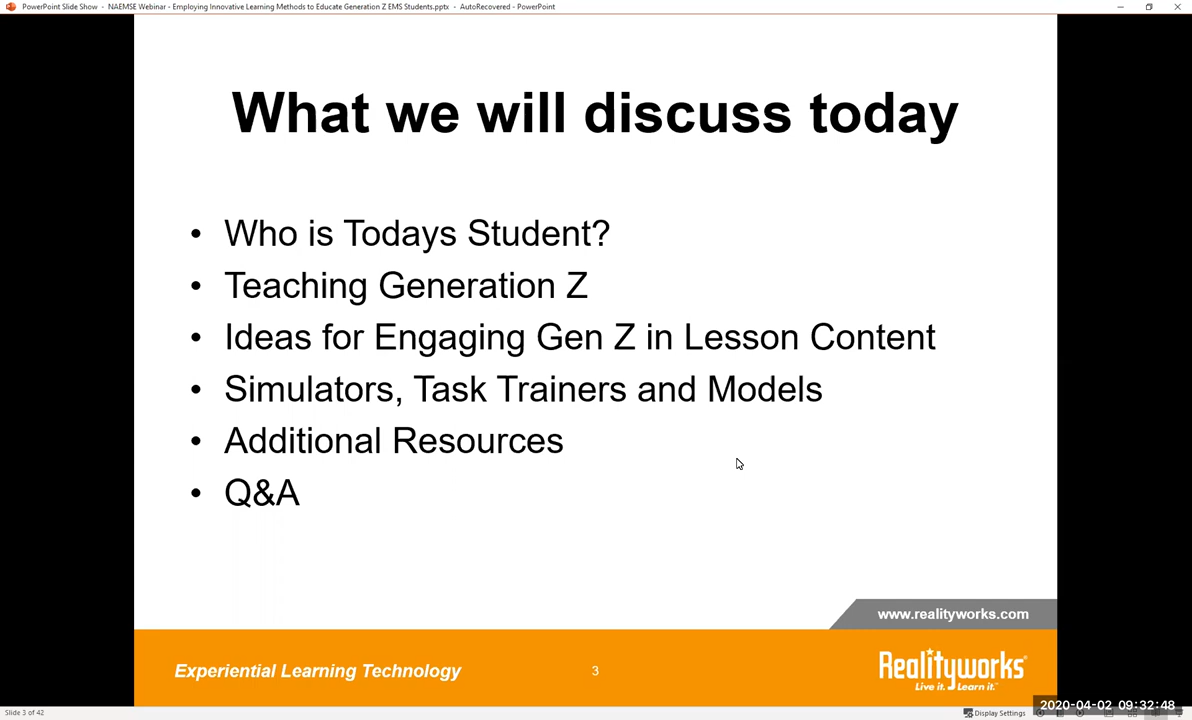 PowerPoint Slide Show - NAEMSE Webinar - Employing Innovative Learning Methods to Educate Generation Z EMS Students.pptx - AutoRecovered - PowerPoint
What we will discuss today
• Who is Todays Student?
• Teaching Generation Z
• Ideas for Engaging Gen Z in Lesson Content
• Simulators, Task Trainers and Models
• Additional Resources
• Q&A
www.realityworks.com
Experiential Learning Technology
3
Realityworks®
Live it. Learn it.™
2020-04-02 09:32:48
Slide 3 of 42
Display Settings